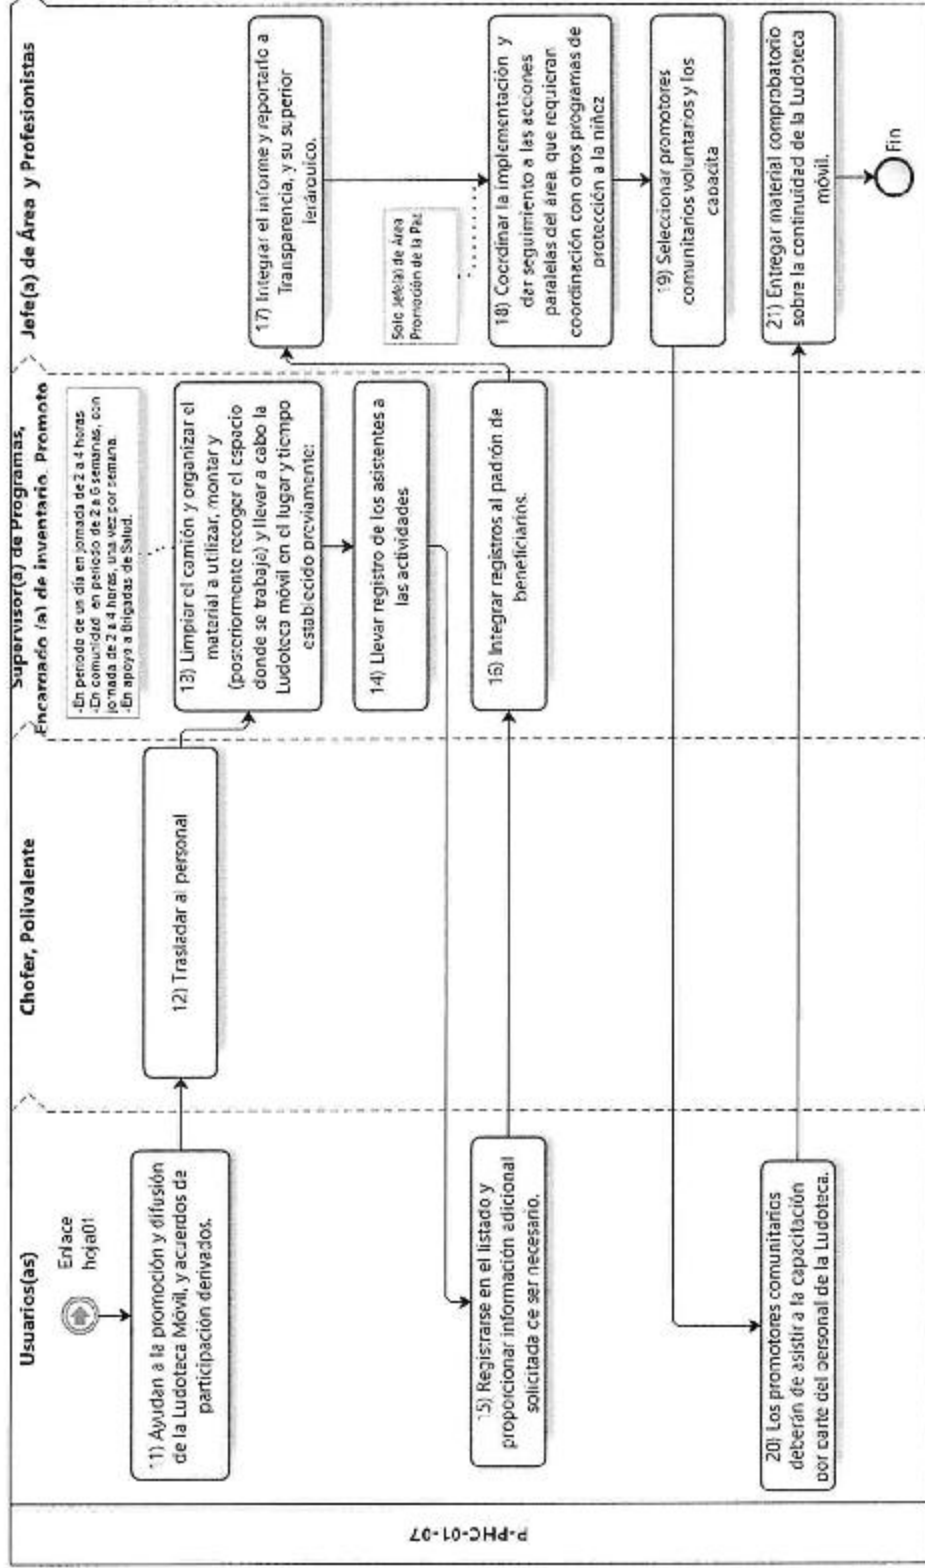 P-PHC-01-07
Usuarios(as)
Chofer, Polivalente
Supervisor(a) de Programas,
Encargado (a) de inventario, Promoto
Jefe(a) de Área y Profesionistas
Enlace
hoja01
11) Ayudan a la promoción y difusión
de la Ludoteca Móvil, y acuerdos de
participación derivados.
12) Trasladar al personal
-En periodo de un día en jornada de 2 a 4 horas
-En comunidad en periodo de 2 a 6 semanas, con
jornada de 2 a 4 horas, una vez por semana.
-En apoyo a Brigadas de Salud.
13) Limpiar el camión y organizar el
material a utilizar, montar y
(posteriormente recoger el espacio
donde se trabaja) y llevar a cabo la
Ludoteca móvil en el lugar y tiempo
establecido previamente:
14) Llevar registro de los asistentes a
las actividades
15) Registrarse en el listado y
proporcionar información adicional
solicitada de ser necesario.
16) Integrar registros al padrón de
beneficiarios.
17) Integrar el informe y reportarlo a
Transparencia, y su superior
jerárquico.
Solo Jefe(a) de Área
Promoción de la Paz
18) Coordinar la implementación y
dar seguimiento a las acciones
paralelas del área que requieran
coordinación con otros programas de
protección a la niñez
19) Seleccionar promotores
comunitarios voluntarios y los
capacita
20) Los promotores comunitarios
deberán de asistir a la capacitación
por parte del personal de la Ludoteca.
21) Entregar material comprobatorio
sobre la continuidad de la Ludoteca
móvil.
Fin